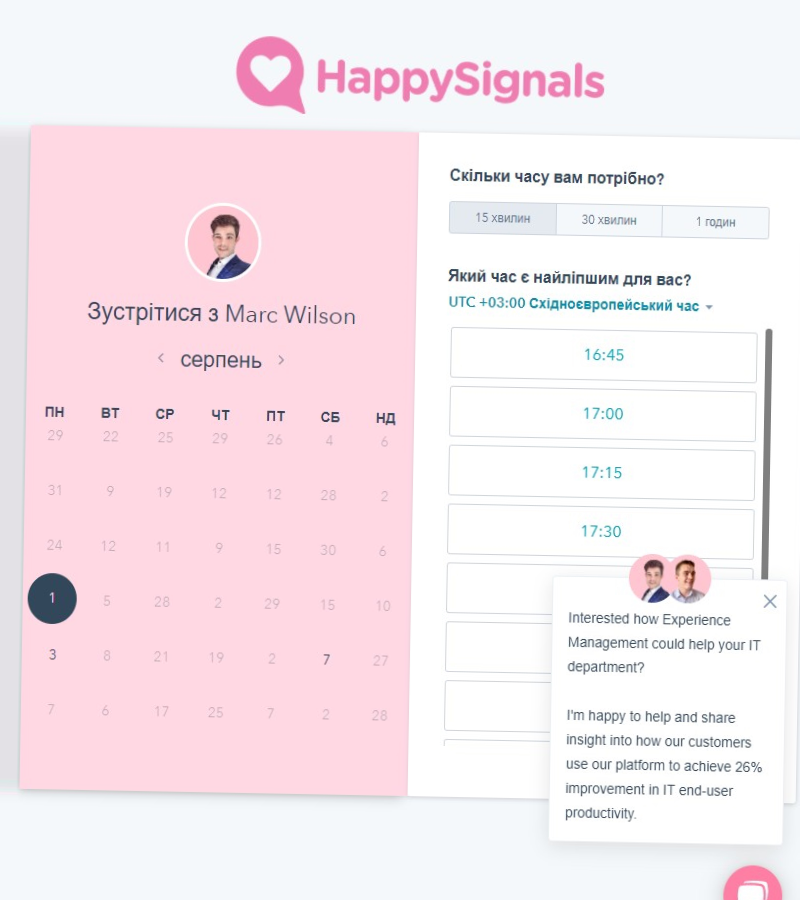 HappySignals
Зустрітися з Marc Wilson
серпень
ПН ВТ СР ЧТ ПТ СБ НД
29 22 25 29 26 4 6
31 9 19 12 12 28 2
24 12 11 9 15 30 6
1 5 28 2 29 15 10
3 8 21 19 2 7 27
7 6 17 25 7 2 28
Скільки часу вам потрібно?
15 хвилин 30 хвилин 1 годин
Який час є найліпшим для вас?
UTC +03:00 Східноєвропейський час
16:45
17:00
17:15
17:30
Interested how Experience
Management could help your IT
department?
I'm happy to help and share
insight into how our customers
use our platform to achieve 26%
improvement in IT end-user
productivity.